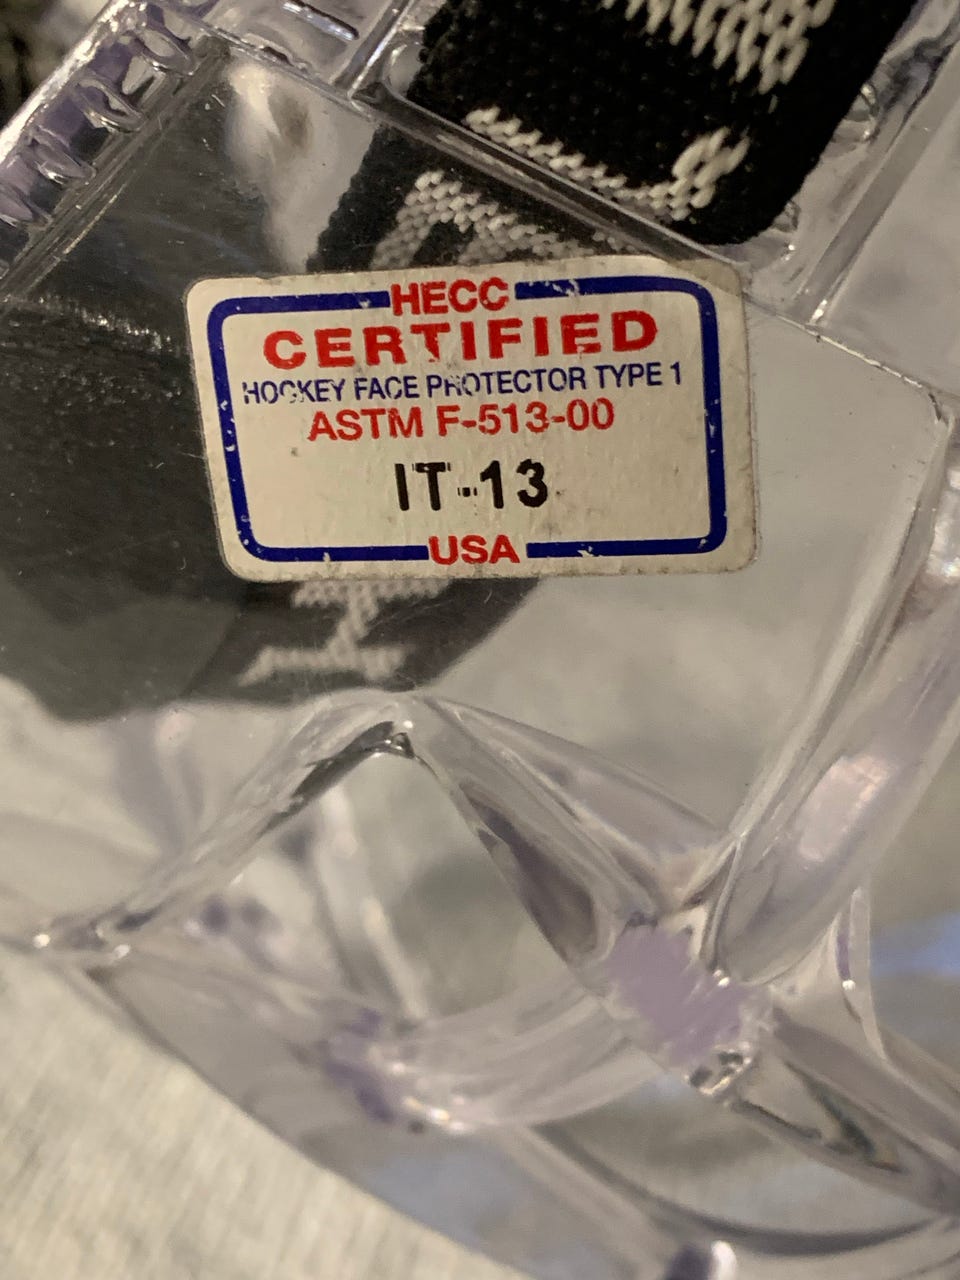 HECC
CERTIFIED
HOCKEY FACE PROTECTOR TYPE 1
ASTM F-513-00
IT-13
USA